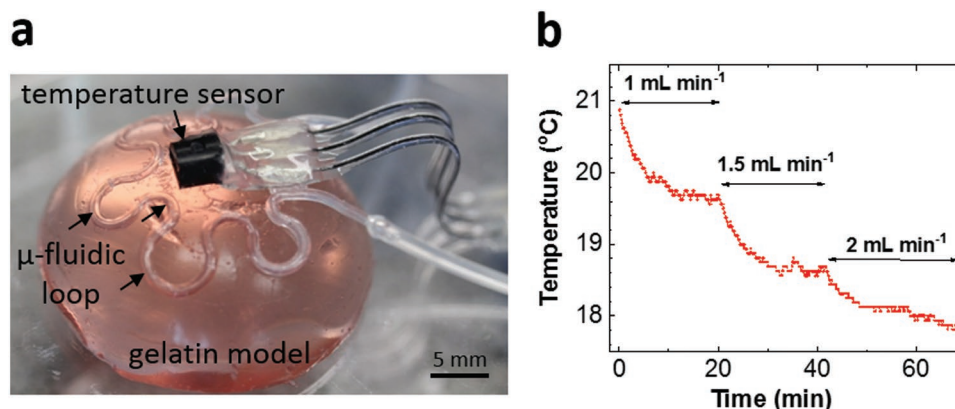 a
temperature sensor
μ-fluidic
loop
gelatin model
5 mm
b
1 mL min⁻¹
1.5 mL min⁻¹
2 mL min⁻¹
Temperature (°C)
21
20
19
18
0
20
40
60
Time (min)